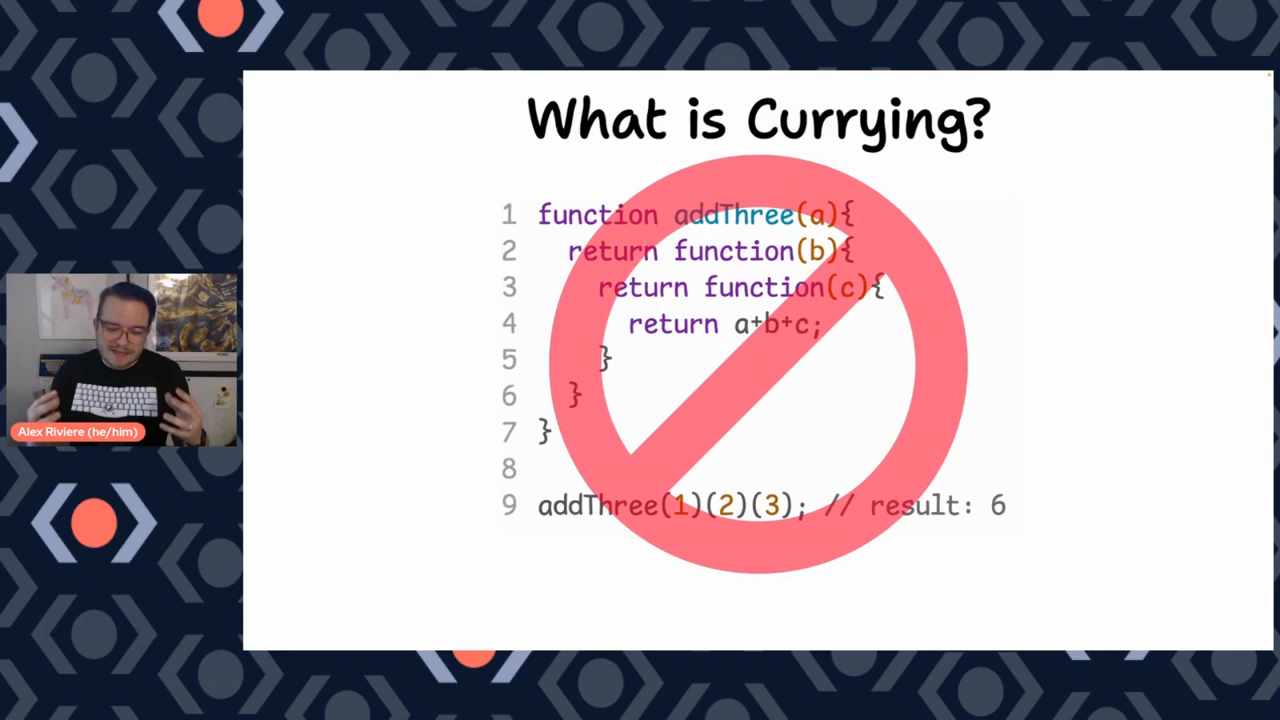 What is Currying?
1 function addThree(a){
2   return function(b){
3     return function(c){
4       return a+b+c;
5     }
6   }
7 }
8
9 addThree(1)(2)(3); // result: 6
Alex Riviere (he/him)